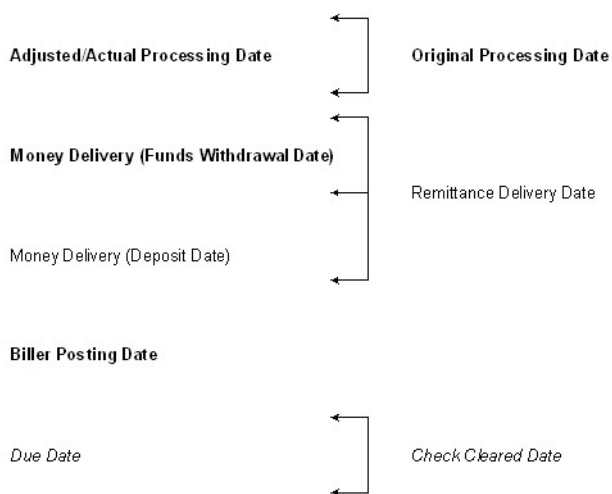 Adjusted/Actual Processing Date
Original Processing Date
Money Delivery (Funds Withdrawal Date)
Remittance Delivery Date
Money Delivery (Deposit Date)
Biller Posting Date
Due Date
Check Cleared Date